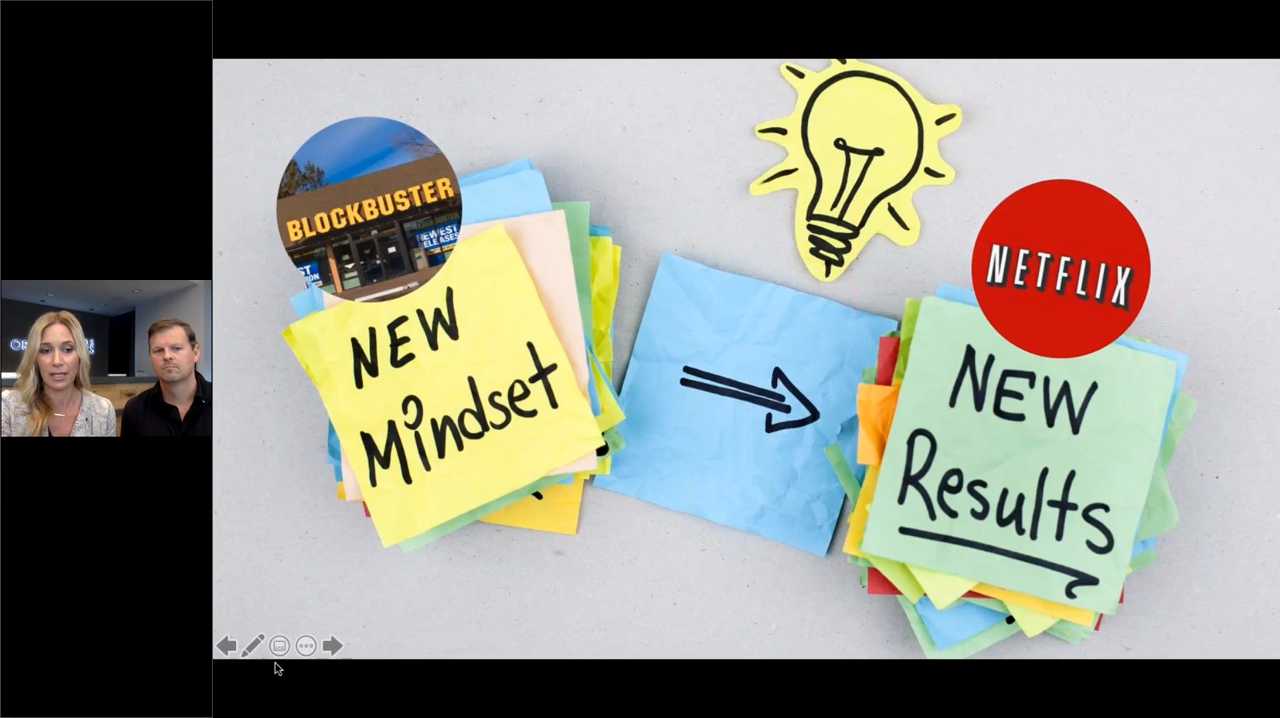 BLOCKBUSTER
NEWEST
RELEASES
NEW
Mindset
NETFLIX
NEW
Results